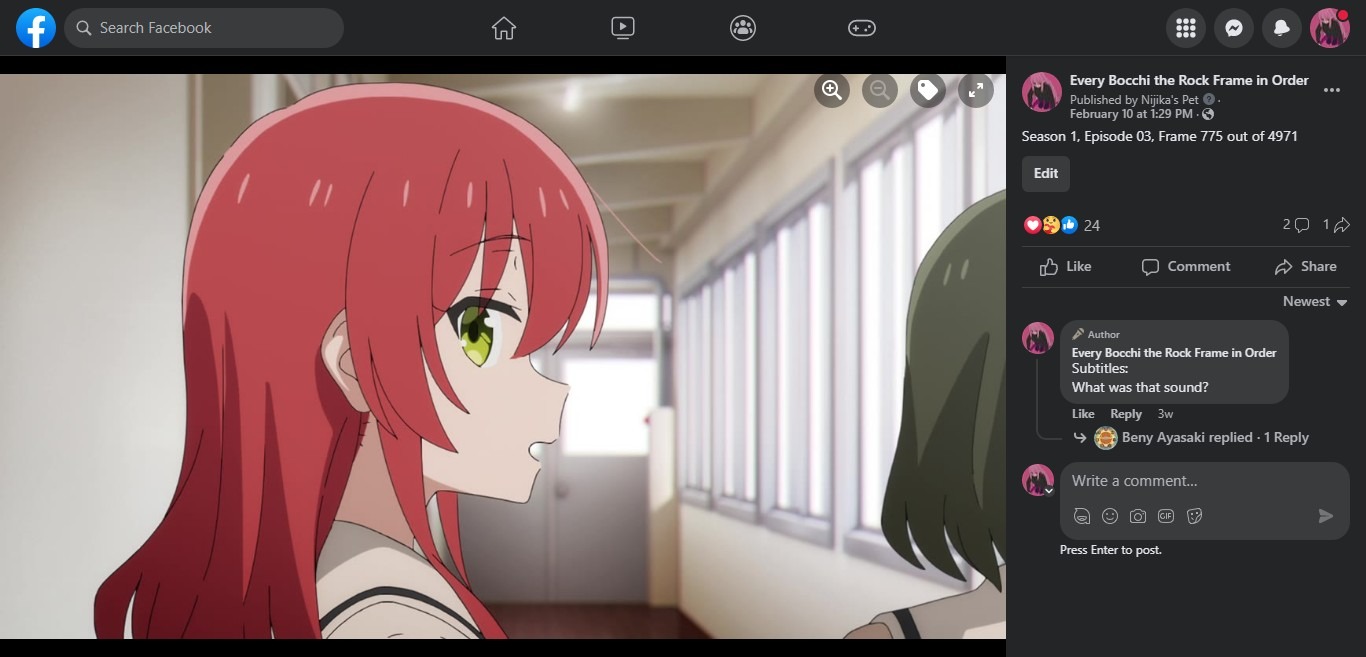 Search Facebook
Every Bocchi the Rock Frame in Order
Published by Nijika's Pet ·
February 10 at 1:29 PM ·
Season 1, Episode 03, Frame 775 out of 4971
Edit
24
2
1
Like
Comment
Share
Newest
Author
Every Bocchi the Rock Frame in Order
Subtitles:
What was that sound?
Like Reply 3w
Beny Ayasaki replied · 1 Reply
Write a comment...
GIF
Press Enter to post.